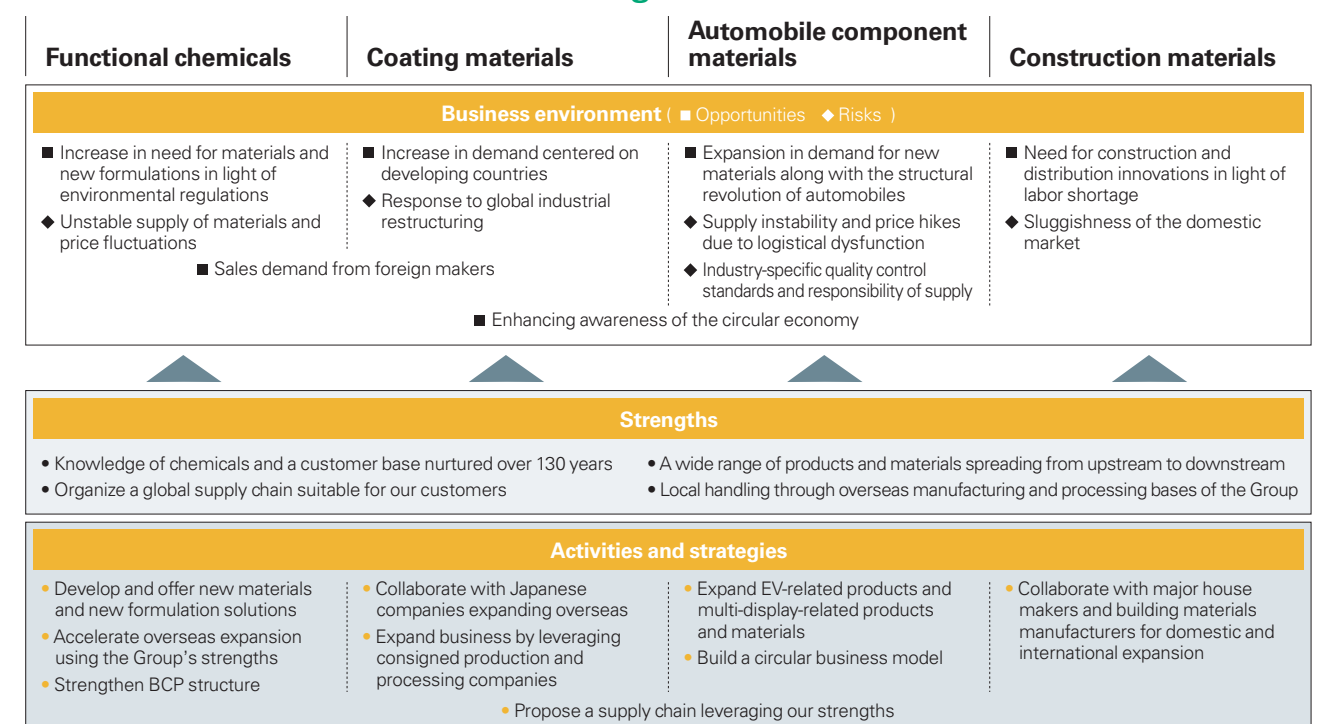 Functional chemicals
Coating materials
Automobile component
materials
Construction materials
Business environment ( ■ Opportunities ◆ Risks )
■ Increase in need for materials and
new formulations in light of
environmental regulations
◆ Unstable supply of materials and
price fluctuations
■ Increase in demand centered on
developing countries
◆ Response to global industrial
restructuring
■ Sales demand from foreign makers
■ Expansion in demand for new
materials along with the structural
revolution of automobiles
◆ Supply instability and price hikes
due to logistical dysfunction
◆ Industry-specific quality control
standards and responsibility of supply
■ Need for construction and
distribution innovations in light of
labor shortage
◆ Sluggishness of the domestic
market
■ Enhancing awareness of the circular economy
Strengths
• Knowledge of chemicals and a customer base nurtured over 130 years
• Organize a global supply chain suitable for our customers
• A wide range of products and materials spreading from upstream to downstream
• Local handling through overseas manufacturing and processing bases of the Group
Activities and strategies
• Develop and offer new materials
and new formulation solutions
• Accelerate overseas expansion
using the Group's strengths
• Strengthen BCP structure
• Collaborate with Japanese
companies expanding overseas
• Expand business by leveraging
consigned production and
processing companies
• Expand EV-related products and
multi-display-related products
and materials
• Build a circular business model
• Collaborate with major house
makers and building materials
manufacturers for domestic and
international expansion
• Propose a supply chain leveraging our strengths